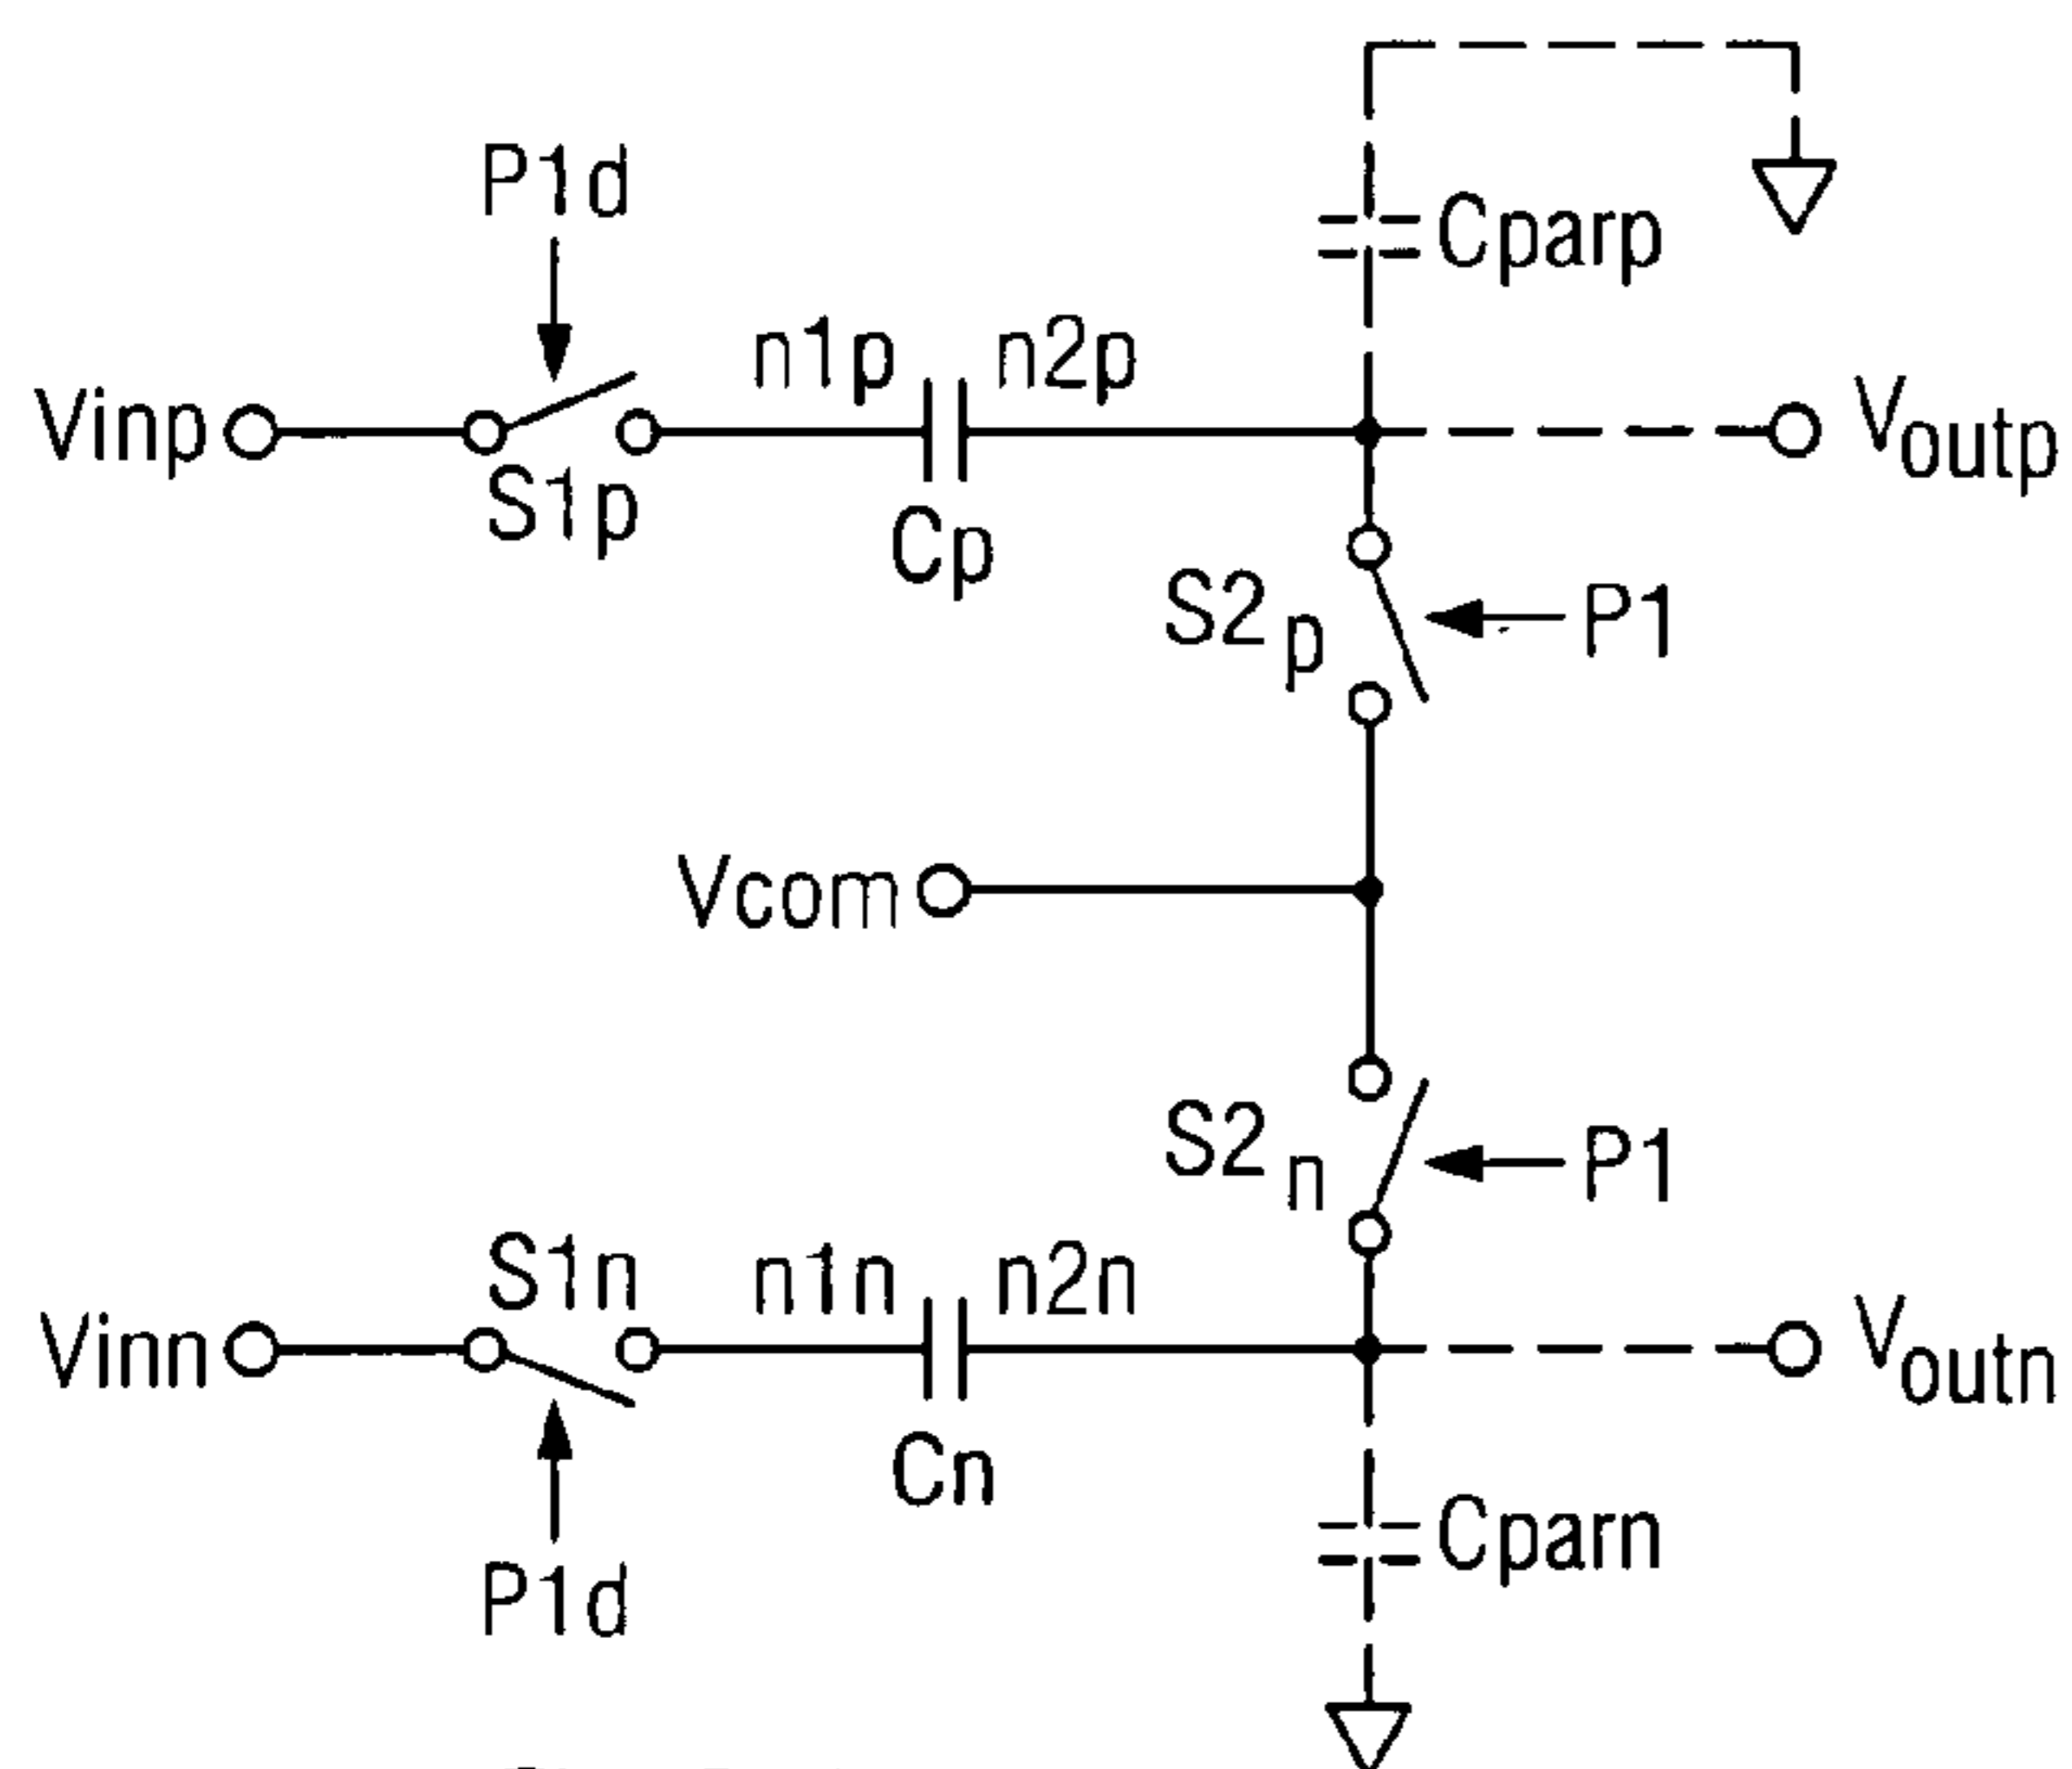 P1d
Cparp
n1p
n2p
Vinp
Voutp
S1p
Cp
S2p
P1
Vcom
S2n
P1
S1n
n1n
n2n
Vinn
Voutn
Cn
Cparn
P1d